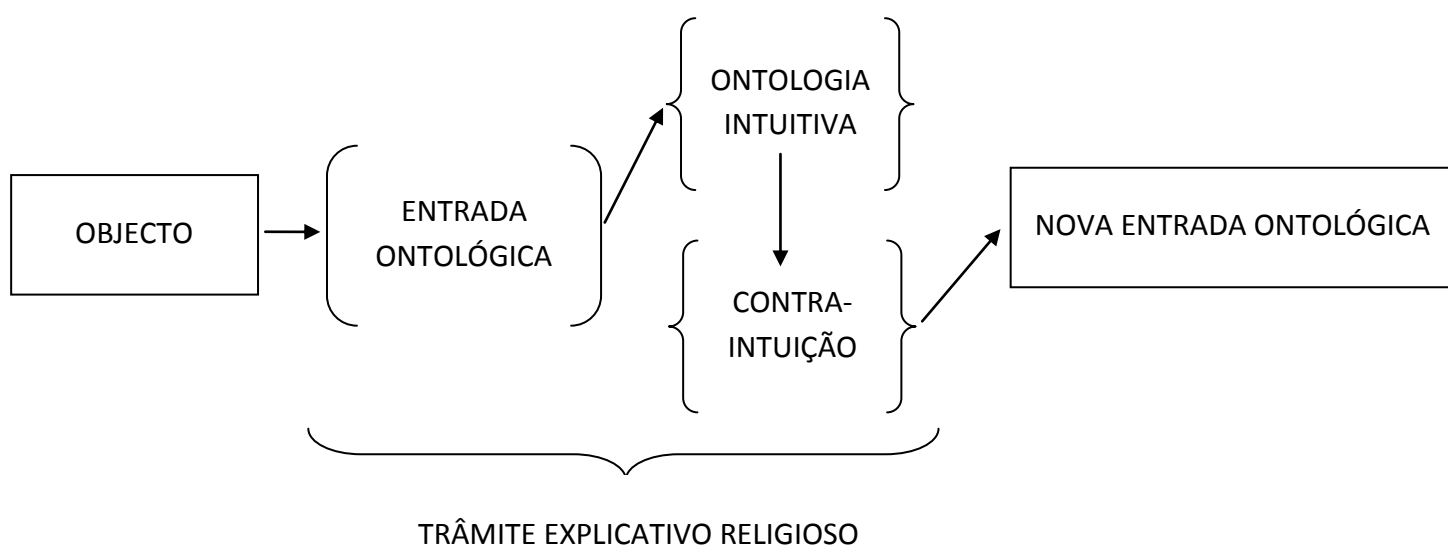 OBJECTO
ENTRADA
ONTOLÓGICA
ONTOLOGIA
INTUITIVA
CONTRA-
INTUIÇÃO
NOVA ENTRADA ONTOLÓGICA
TRÂMITE EXPLICATIVO RELIGIOSO